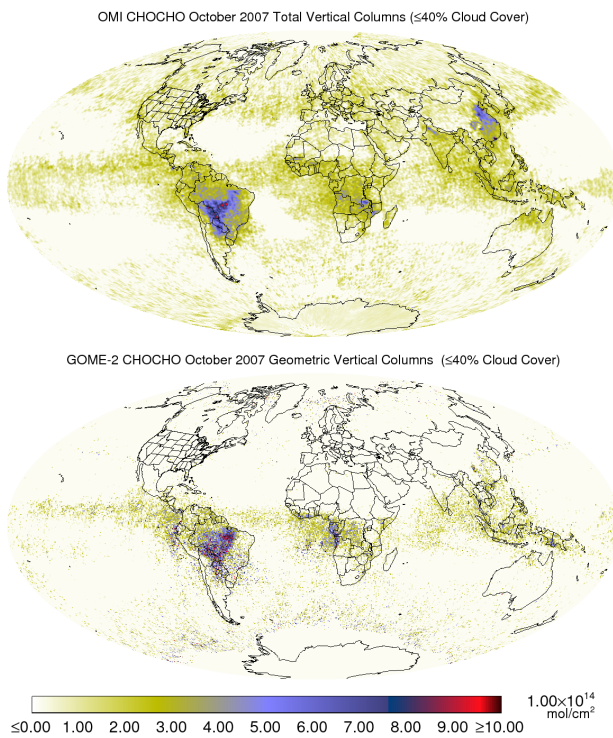 OMI CHOCHO October 2007 Total Vertical Columns (≤40% Cloud Cover)
GOME-2 CHOCHO October 2007 Geometric Vertical Columns (≤40% Cloud Cover)
≤0.00 1.00 2.00 3.00 4.00 5.00 6.00 7.00 8.00 9.00 ≥10.00
1.00×10¹⁴
mol/cm²